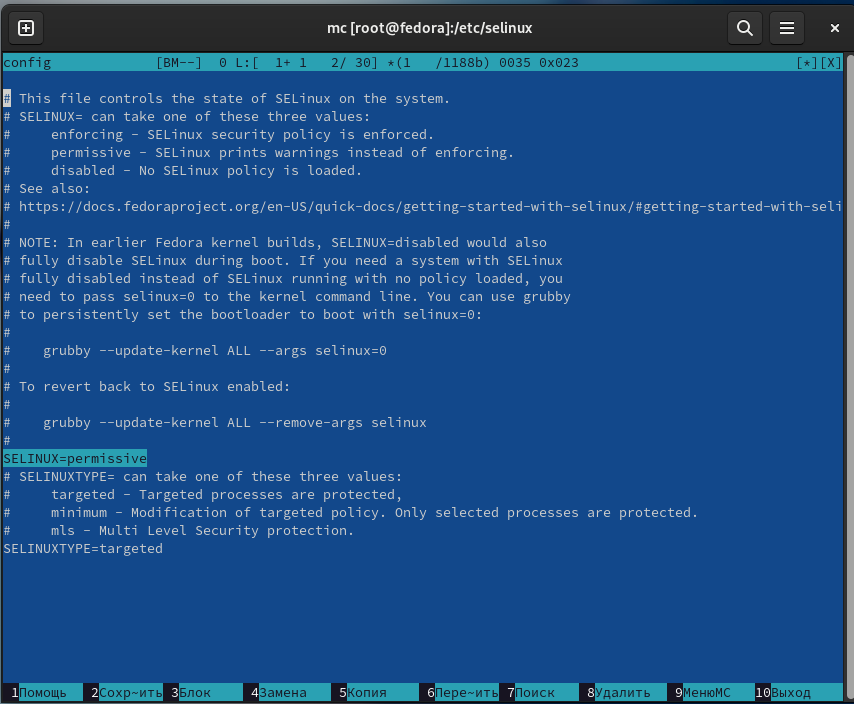 mc [root@fedora]:/etc/selinux
config [BM--] 0 L:[ 1+ 1 2/ 30] *(1 /1188b) 0035 0x023 [*][X]
# This file controls the state of SELinux on the system.
# SELINUX= can take one of these three values:
# enforcing - SELinux security policy is enforced.
# permissive - SELinux prints warnings instead of enforcing.
# disabled - No SELinux policy is loaded.
# See also:
# https://docs.fedoraproject.org/en-US/quick-docs/getting-started-with-selinux/#getting-started-with-seli
#
# NOTE: In earlier Fedora kernel builds, SELINUX=disabled would also
# fully disable SELinux during boot. If you need a system with SELinux
# fully disabled instead of SELinux running with no policy loaded, you
# need to pass selinux=0 to the kernel command line. You can use grubby
# to persistently set the bootloader to boot with selinux=0:
#
# grubby --update-kernel ALL --args selinux=0
#
# To revert back to SELinux enabled:
#
# grubby --update-kernel ALL --remove-args selinux
#
SELINUX=permissive
# SELINUXTYPE= can take one of these three values:
# targeted - Targeted processes are protected,
# minimum - Modification of targeted policy. Only selected processes are protected.
# mls - Multi Level Security protection.
SELINUXTYPE=targeted
1Помощь 2Сохр~ить 3Блок 4Замена 5Копия 6Пере~ить 7Поиск 8Удалить 9МенюMC 10Выход